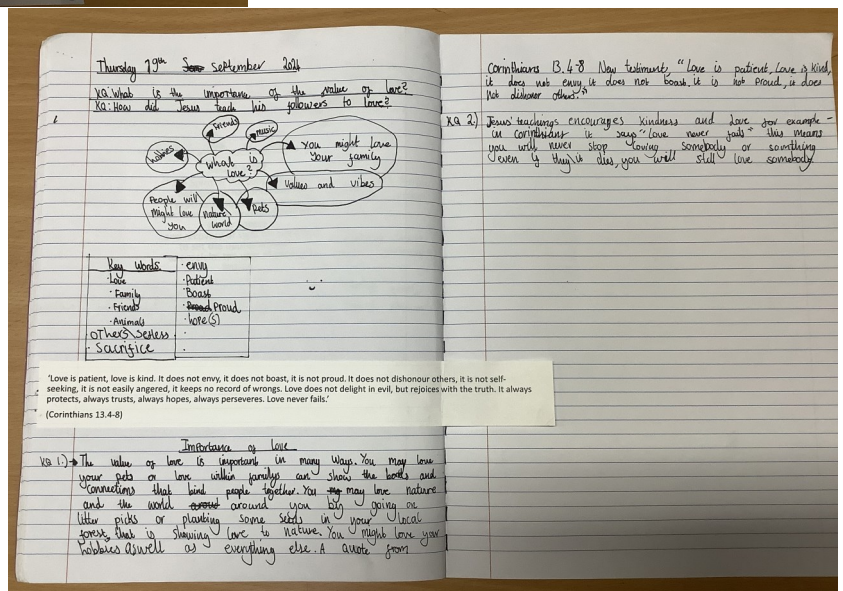 Thursday 19th September 2024
KQ: What is the importance of the value of love?
KQ: How did Jesus teach his followers to love?
friends
music
hobbies
what is
love?
You might love
your family
Values and vibes
pets
nature
world
People will
might love
you
Key Words:
· Love
· Family
· Friends
· Animals
others
· Sacrifice
· envy
· Patient
Boast
Proud
· hope(s)
'Love is patient, love is kind. It does not envy, it does not boast, it is not proud. It does not dishonour others, it is not self-
seeking, it is not easily angered, it keeps no record of wrongs. Love does not delight in evil, but rejoices with the truth. It always
protects, always trusts, always hopes, always perseveres. Love never fails.'
(Corinthians 13.4-8)
Importance of love
KQ 1.)→ The value of love is important in many ways. You may love
your pets or love within familys can show the bonds and
connections that bind people together. You may love nature
and the world around you by going on
litter picks or planting some seeds in your local
forest, that is showing love to nature. You might love your
hobbies aswell as everything else. A quote from
Corinthians 13.4-8 New testiment, "Love is patient, Love is kind,
it does not envy, it does not boast, it is not proud, it does
not dishonor others."
KQ 2.) Jesus' teachings encourages kindness and love for example -
in corinthians it says "love never fails" this means
you will never stop loving somebody or somthing
even if it dies, you will still love somebody